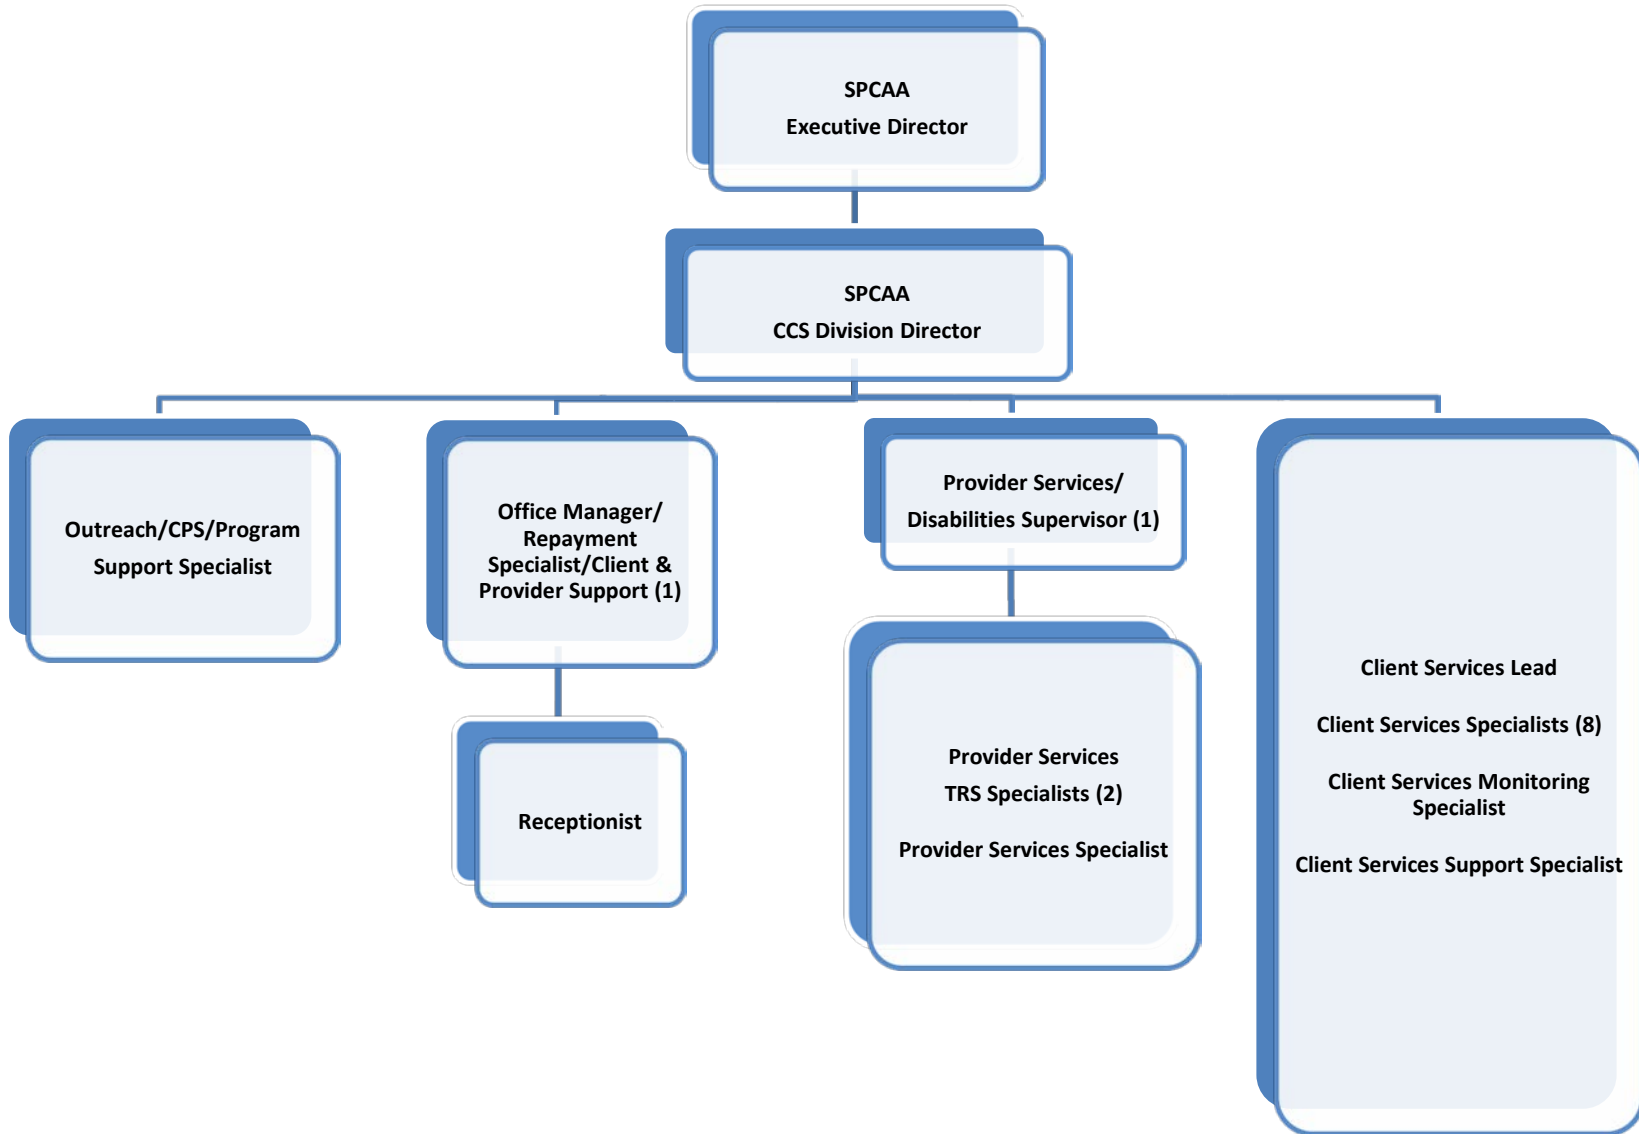 SPCAA
Executive Director
SPCAA
CCS Division Director
Outreach/CPS/Program
Support Specialist
Office Manager/
Repayment
Specialist/Client &
Provider Support (1)
Receptionist
Provider Services/
Disabilities Supervisor (1)
Provider Services
TRS Specialists (2)
Provider Services Specialist
Client Services Lead
Client Services Specialists (8)
Client Services Monitoring
Specialist
Client Services Support Specialist